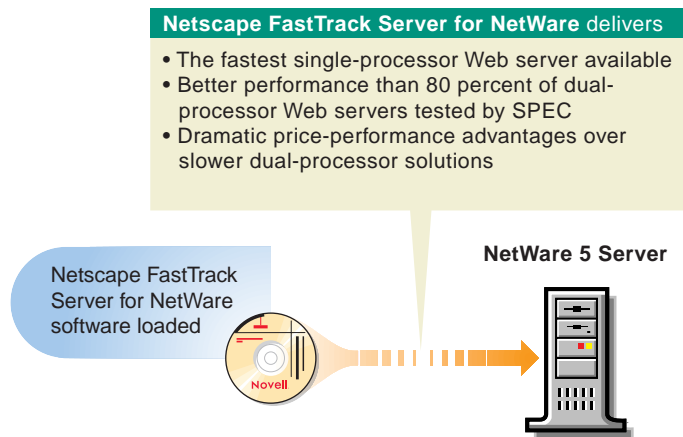 Netscape FastTrack Server for NetWare delivers
• The fastest single-processor Web server available
• Better performance than 80 percent of dual-
processor Web servers tested by SPEC
• Dramatic price-performance advantages over
slower dual-processor solutions
NetWare 5 Server
Netscape FastTrack
Server for NetWare
software loaded
Novell